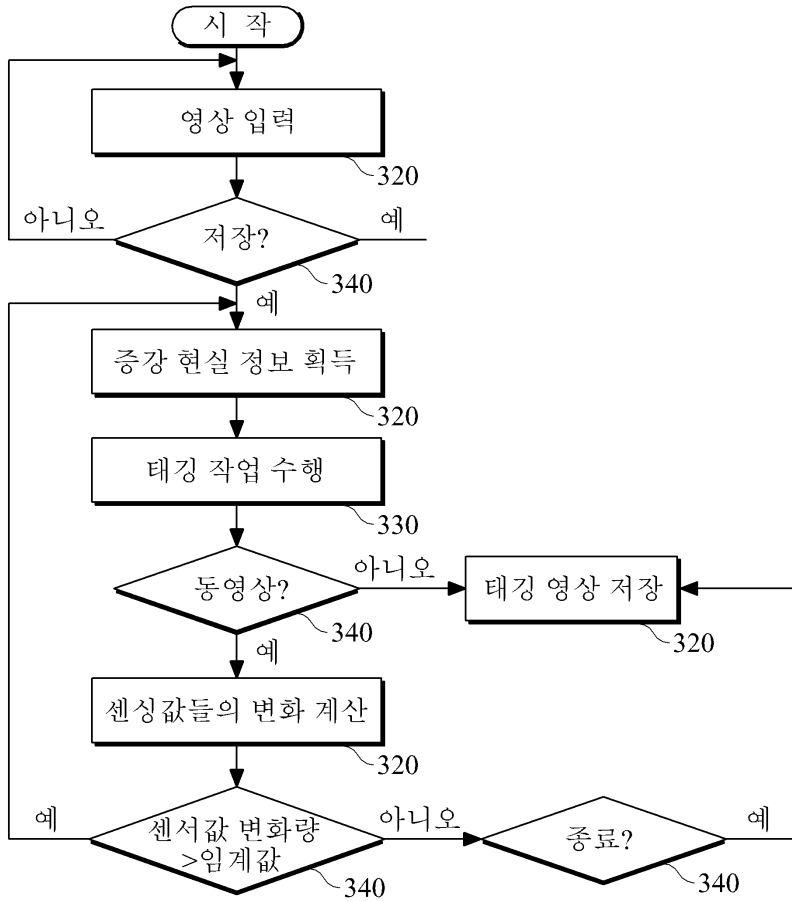 시 작
영상 입력
320
아니오
저장?
예
340
예
증강 현실 정보 획득
320
태깅 작업 수행
330
동영상?
아니오
태깅 영상 저장
340
320
예
센싱값들의 변화 계산
320
예
센서값 변화량
>임계값
아니오
종료?
예
340
340